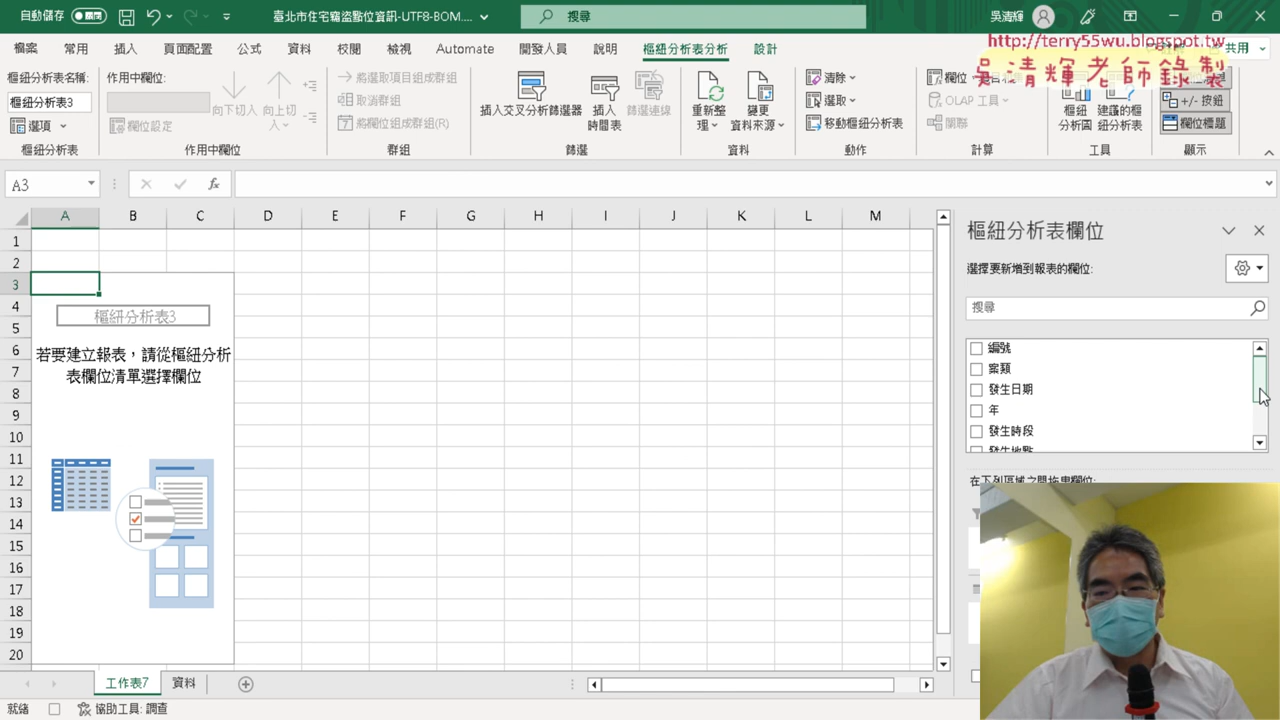 自動儲存 關閉
臺北市住宅竊盜點位資訊-UTF8-BOM....
搜尋
吳清輝
檔案 常用 插入 頁面配置 公式 資料 校閱 檢視 Automate 開發人員 說明 樞紐分析表分析 設計
http://terry55wu.blogspot.tw
吳清輝老師錄製
共用
樞紐分析表名稱:
樞紐分析表3
選項
樞紐分析表
作用中欄位:
欄位設定
向下切入
向上切入
作用中欄位
將選取項目組成群組
取消群組
將欄位組成群組(R)
群組
插入交叉分析篩選器
插入時間表
篩選連線
篩選
重新整理
變更資料來源
資料
清除
選取
移動樞紐分析表
動作
OLAP 工具
關聯
計算
樞紐分析圖
建議的樞紐分析表
工具
+/- 按鈕
欄位標題
顯示
A3
fx
A B C D E F G H I J K L M
1
2
3
4
5
6
7
8
9
10
11
12
13
14
15
16
17
18
19
20
樞紐分析表3
若要建立報表，請從樞紐分析
表欄位清單選擇欄位
樞紐分析表欄位
選擇要新增到報表的欄位:
搜尋
編號
案類
發生日期
年
發生時段
發生地點
在下列區域之間拖曳欄位:
工作表7 資料
就緒
協助工具: 調查